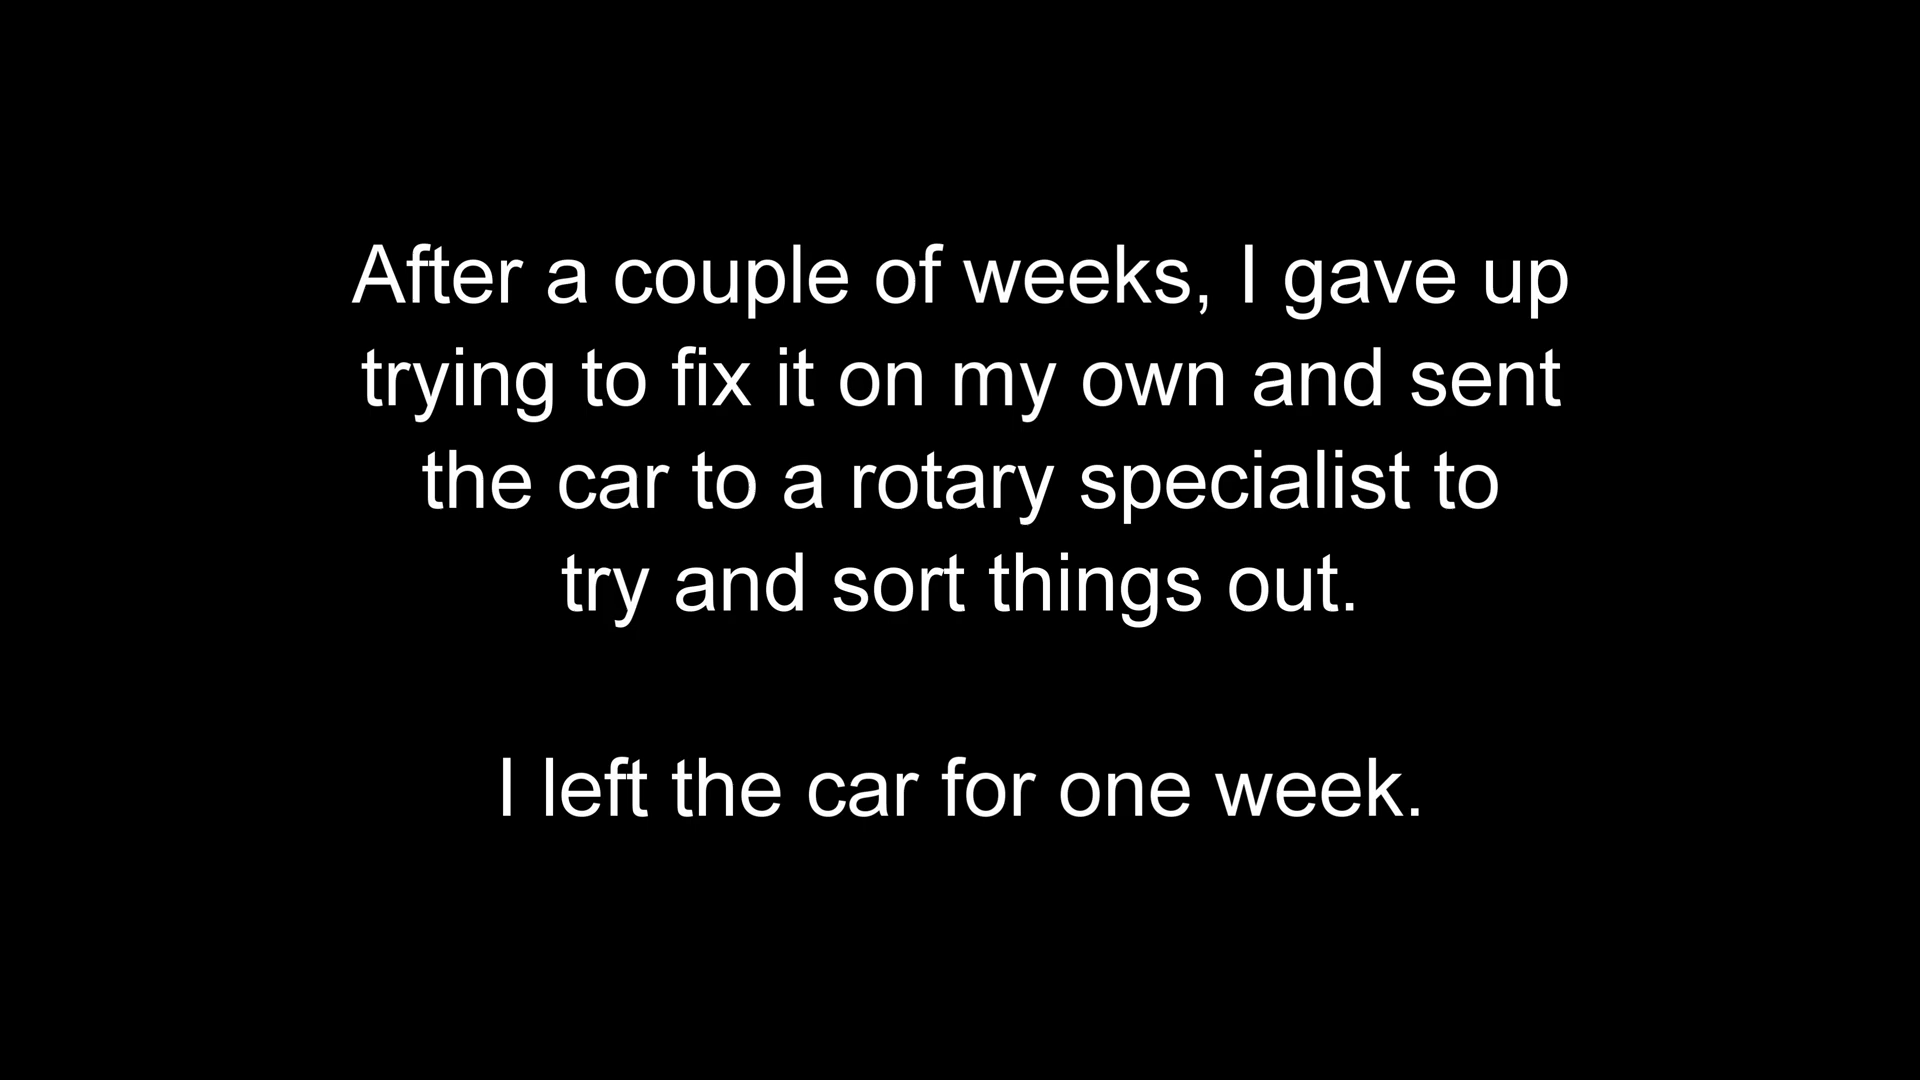 After a couple of weeks, I gave up
trying to fix it on my own and sent
the car to a rotary specialist to
try and sort things out.
I left the car for one week.